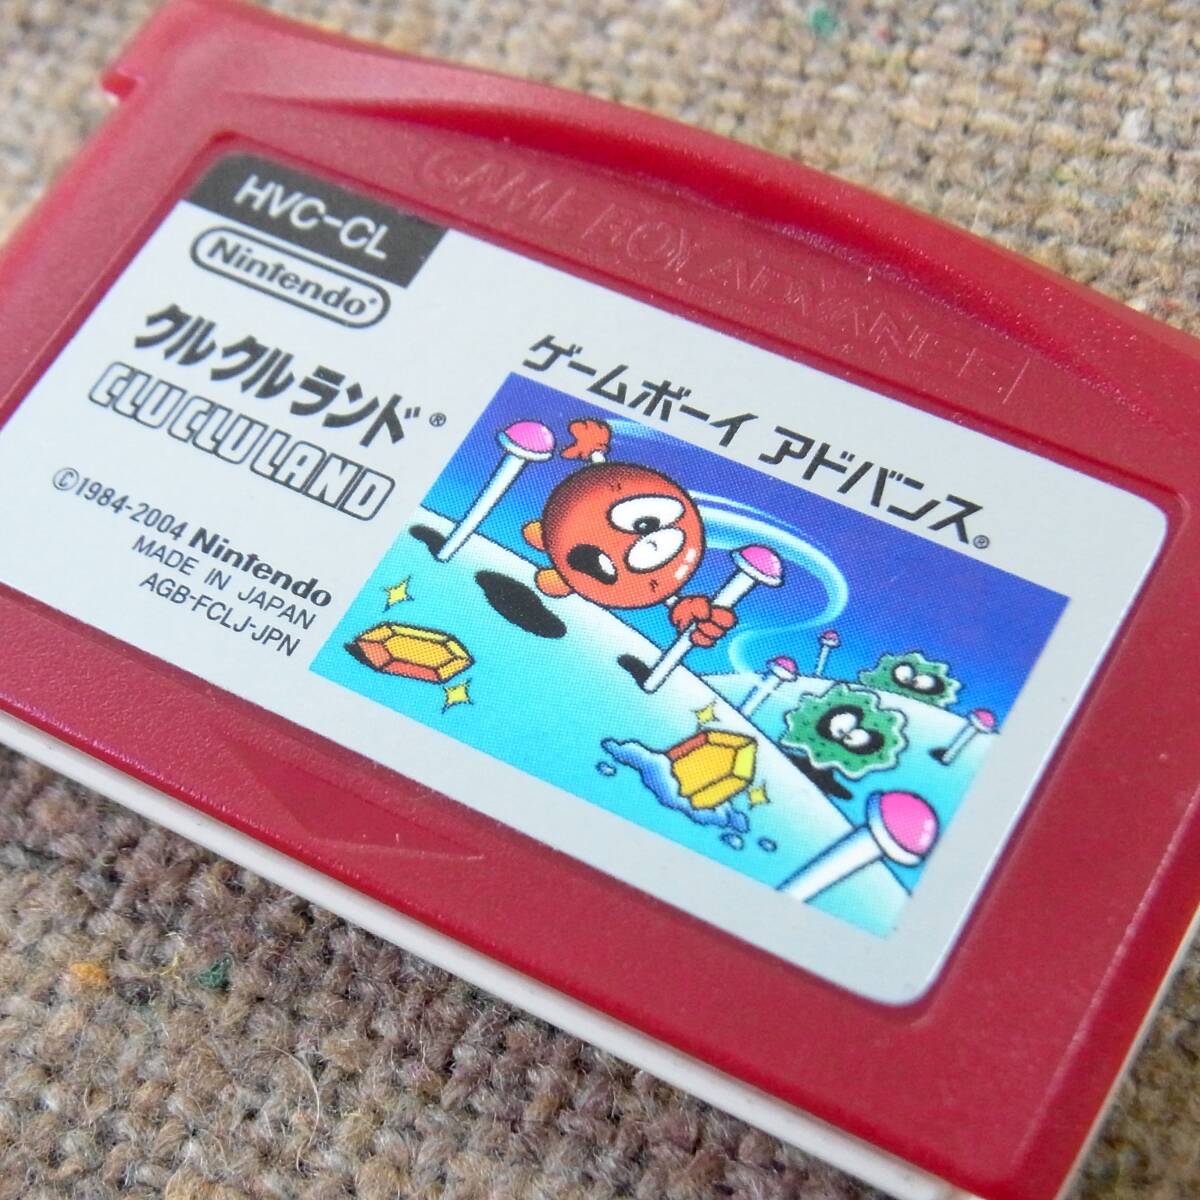 GAME BOY ADVANCE
HVC-CL
Nintendo®
クルクルランド®
CLU CLU LAND
ゲームボーイ アドバンス®
©1984-2004 Nintendo
MADE IN JAPAN
AGB-FCLJ-JPN